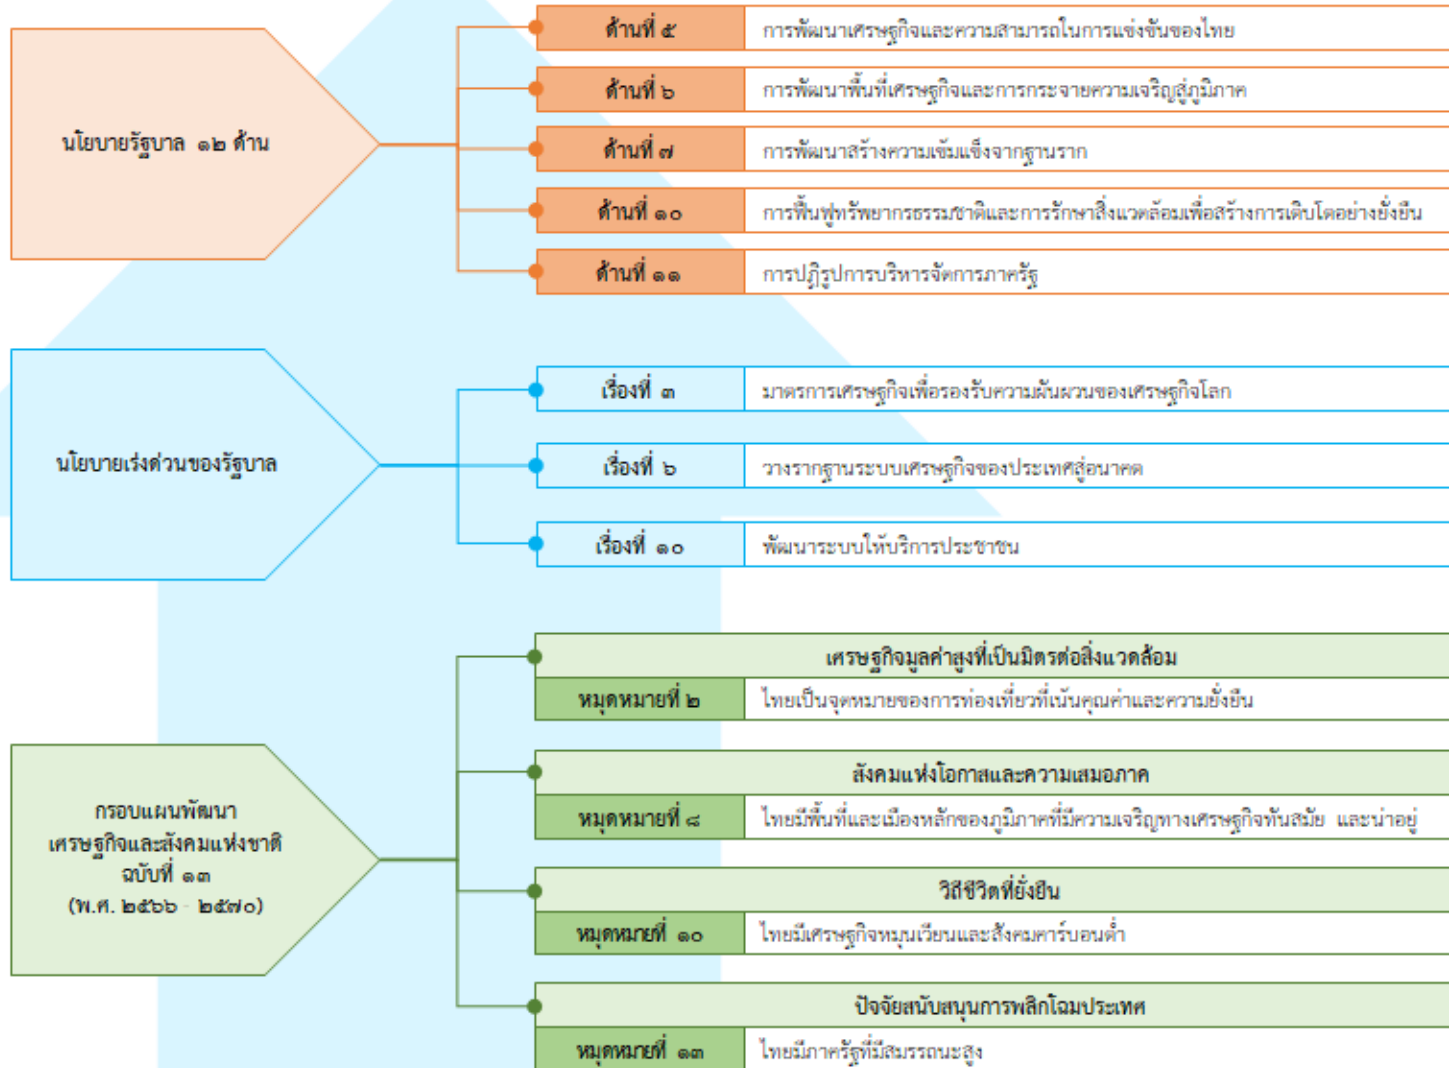 นโยบายรัฐบาล ๑๒ ด้าน
ด้านที่ ๕ การพัฒนาเศรษฐกิจและความสามารถในการแข่งขันของไทย
ด้านที่ ๖ การพัฒนาพื้นที่เศรษฐกิจและการกระจายความเจริญสู่ภูมิภาค
ด้านที่ ๗ การพัฒนาสร้างความเข้มแข็งจากฐานราก
ด้านที่ ๑๐ การฟื้นฟูทรัพยากรธรรมชาติและการรักษาสิ่งแวดล้อมเพื่อสร้างการเติบโตอย่างยั่งยืน
ด้านที่ ๑๑ การปฏิรูปการบริหารจัดการภาครัฐ
นโยบายเร่งด่วนของรัฐบาล
เรื่องที่ ๓ มาตรการเศรษฐกิจเพื่อรองรับความผันผวนของเศรษฐกิจโลก
เรื่องที่ ๖ วางรากฐานระบบเศรษฐกิจของประเทศสู่อนาคต
เรื่องที่ ๑๐ พัฒนาระบบให้บริการประชาชน
กรอบแผนพัฒนา
เศรษฐกิจและสังคมแห่งชาติ
ฉบับที่ ๑๓
(พ.ศ. ๒๕๖๖ - ๒๕๗๐)
เศรษฐกิจมูลค่าสูงที่เป็นมิตรต่อสิ่งแวดล้อม
หมุดหมายที่ ๒ ไทยเป็นจุดหมายของการท่องเที่ยวที่เน้นคุณค่าและความยั่งยืน
สังคมแห่งโอกาสและความเสมอภาค
หมุดหมายที่ ๘ ไทยมีพื้นที่และเมืองหลักของภูมิภาคที่มีความเจริญทางเศรษฐกิจทันสมัย และน่าอยู่
วิถีชีวิตที่ยั่งยืน
หมุดหมายที่ ๑๐ ไทยมีเศรษฐกิจหมุนเวียนและสังคมคาร์บอนต่ำ
ปัจจัยสนับสนุนการพลิกโฉมประเทศ
หมุดหมายที่ ๑๓ ไทยมีภาครัฐที่มีสมรรถนะสูง